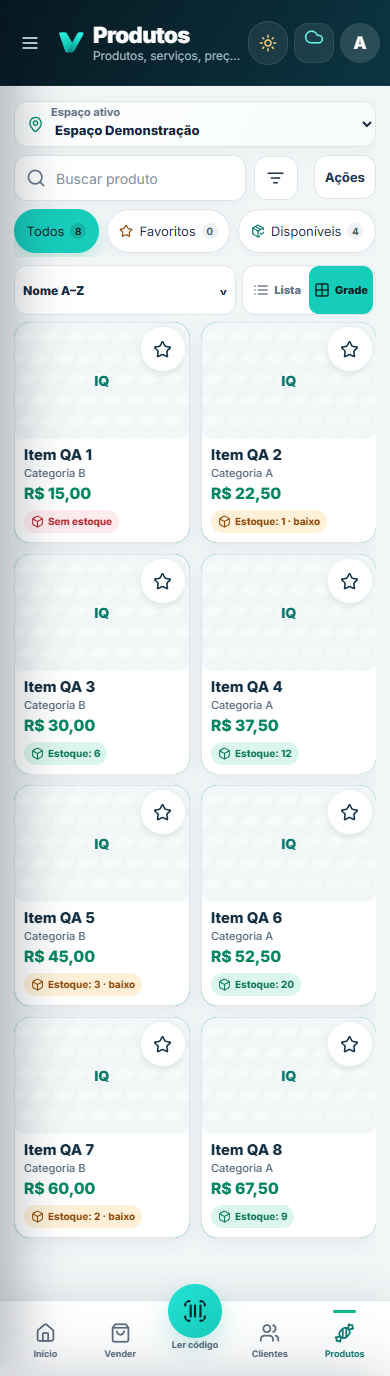 Produtos
Produtos, serviços, preç...
A
Espaço ativo
Espaço Demonstração
Buscar produto
Ações
Todos 8
Favoritos 0
Disponíveis 4
Nome A–Z
v
Lista
Grade
IQ
IQ
Item QA 1
Categoria B
R$ 15,00
Sem estoque
Item QA 2
Categoria A
R$ 22,50
Estoque: 1 · baixo
IQ
IQ
Item QA 3
Categoria B
R$ 30,00
Estoque: 6
Item QA 4
Categoria A
R$ 37,50
Estoque: 12
IQ
IQ
Item QA 5
Categoria B
R$ 45,00
Estoque: 3 · baixo
Item QA 6
Categoria A
R$ 52,50
Estoque: 20
IQ
IQ
Item QA 7
Categoria B
R$ 60,00
Estoque: 2 · baixo
Item QA 8
Categoria A
R$ 67,50
Estoque: 9
Início
Vender
Ler código
Clientes
Produtos